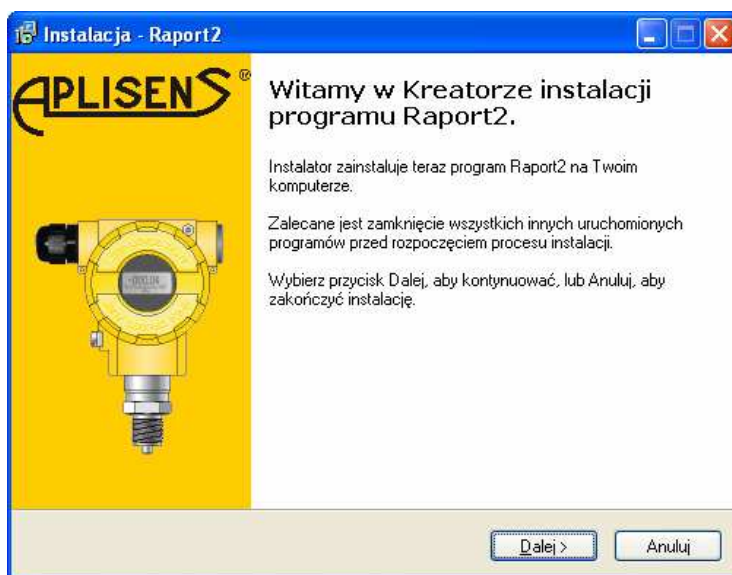 Instalacja - Raport2
APLISENS®
Witamy w Kreatorze instalacji
programu Raport2.
Instalator zainstaluje teraz program Raport2 na Twoim
komputerze.
Zalecane jest zamknięcie wszystkich innych uruchomionych
programów przed rozpoczęciem procesu instalacji.
Wybierz przycisk Dalej, aby kontynuować, lub Anuluj, aby
zakończyć instalację.
Dalej >
Anuluj